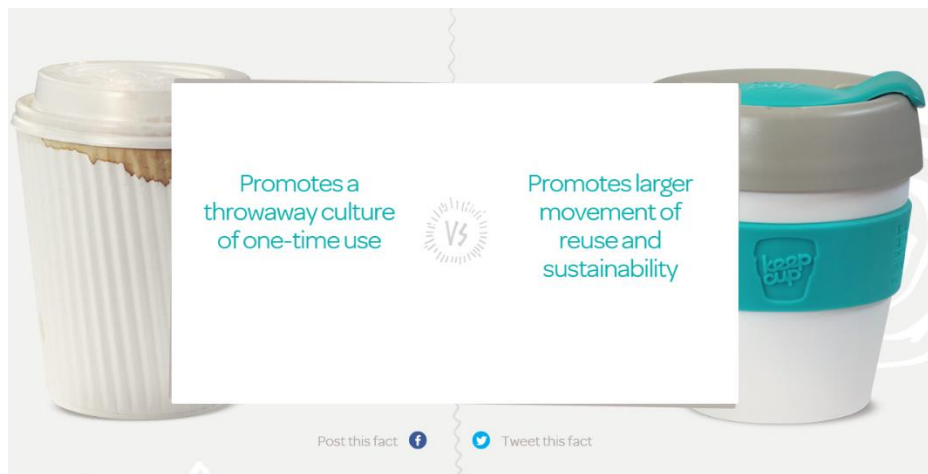 VS
Promotes a
throwaway culture
of one-time use
VS
Promotes larger
movement of
reuse and
sustainability
keep
cup
Post this fact
f
Tweet this fact